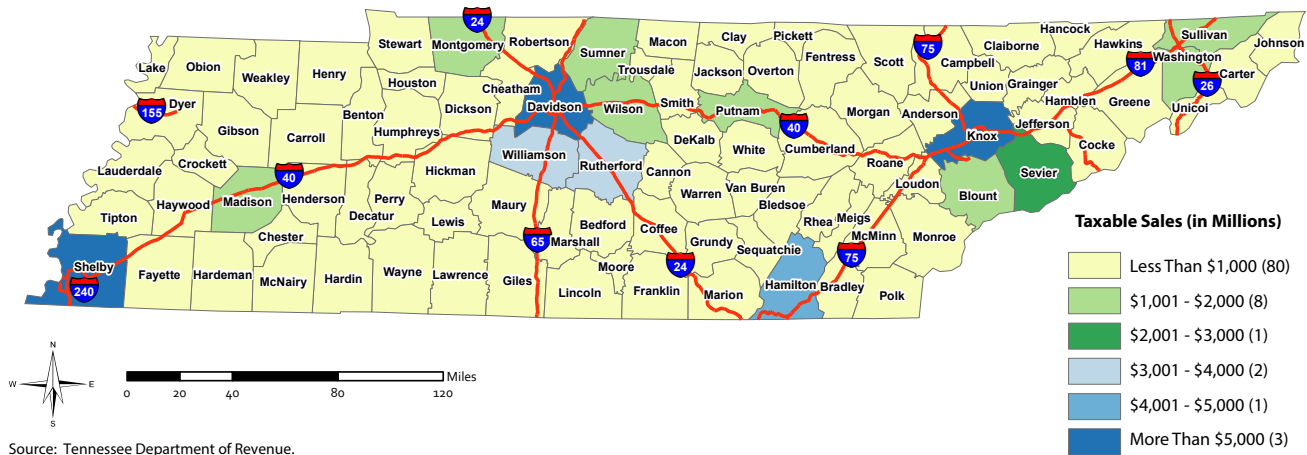 24
Stewart
Montgomery
Robertson
Sumner
Macon
Clay
Pickett
Fentress
Scott
75
Campbell
Claiborne
Hancock
Hawkins
81
Sullivan
Washington
Johnson
Carter
26
Unicoi
Lake
Obion
Weakley
Henry
Houston
Cheatham
Trousdale
Jackson
Overton
Union
Grainger
Hamblen
Greene
155
Dyer
Gibson
Carroll
Benton
Humphreys
Dickson
Davidson
Wilson
Smith
Putnam
40
Morgan
Anderson
Knox
Jefferson
Cocke
Lauderdale
Crockett
40
Williamson
Rutherford
DeKalb
Cannon
White
Cumberland
Roane
Loudon
Sevier
Blount
Tipton
Haywood
Madison
Henderson
Decatur
Perry
Hickman
Lewis
Maury
Bedford
Coffee
Warren
Van Buren
Bledsoe
Rhea
Meigs
McMinn
Monroe
Shelby
240
Fayette
Hardeman
Chester
McNairy
Hardin
Wayne
Lawrence
Giles
65
Marshall
Moore
Lincoln
Franklin
24
Grundy
Sequatchie
Marion
Hamilton
75
Bradley
Polk
Taxable Sales (in Millions)
Less Than $1,000 (80)
$1,001 - $2,000 (8)
$2,001 - $3,000 (1)
$3,001 - $4,000 (2)
$4,001 - $5,000 (1)
More Than $5,000 (3)
N
W
E
S
Miles
0 20 40 80 120
Source: Tennessee Department of Revenue.